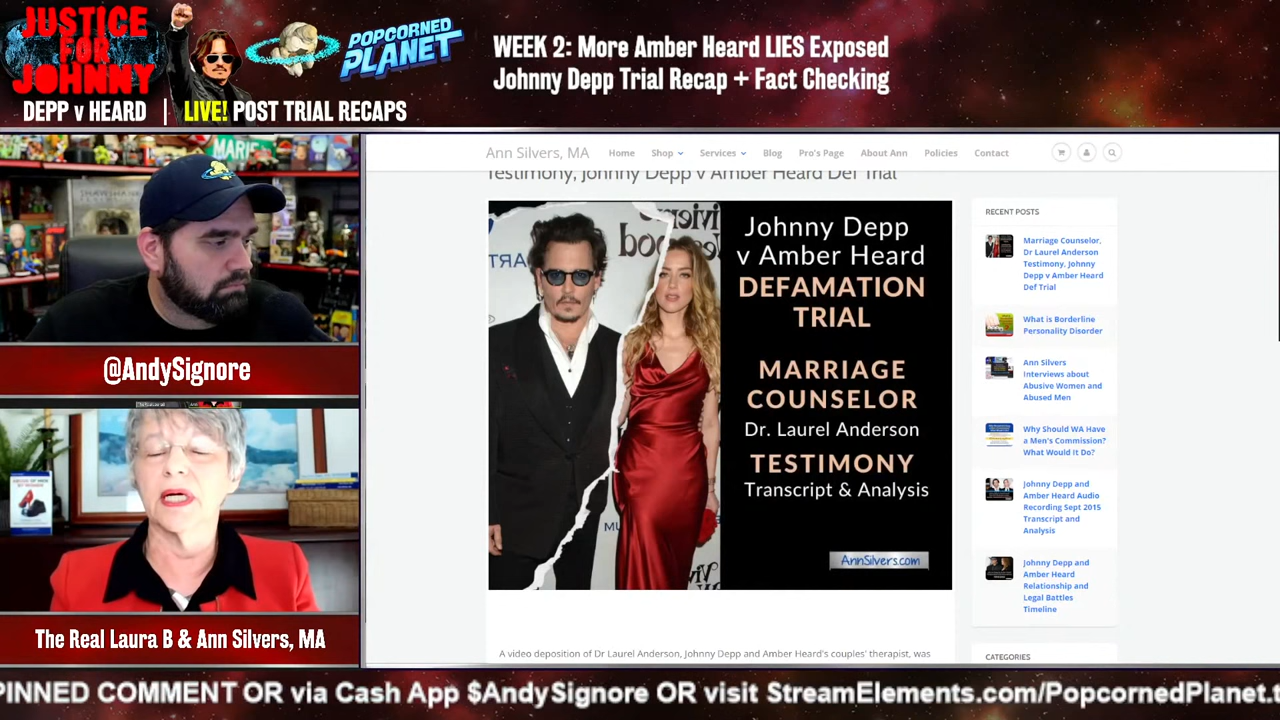 JUSTICE
FOR
JOHNNY
POPCORNED
PLANET
DEPP v HEARD | LIVE! POST TRIAL RECAPS
WEEK 2: More Amber Heard LIES Exposed
Johnny Depp Trial Recap + Fact Checking
@AndySignore
The Real Laura B & Ann Silvers, MA
Ann Silvers, MA
Home
Shop
Services
Blog
Pro's Page
About Ann
Policies
Contact
Testimony, Johnny Depp v Amber Heard Def Trial
Johnny Depp
v Amber Heard
DEFAMATION
TRIAL
MARRIAGE
COUNSELOR
Dr. Laurel Anderson
TESTIMONY
Transcript & Analysis
AnnSilvers.com
A video deposition of Dr Laurel Anderson, Johnny Depp and Amber Heard's couples' therapist, was
RECENT POSTS
Marriage Counselor,
Dr Laurel Anderson
Testimony, Johnny
Depp v Amber Heard
Def Trial
What is Borderline
Personality Disorder
Ann Silvers
Interviews about
Abusive Women and
Abused Men
Why Should WA Have
a Men's Commission?
What Would It Do?
Johnny Depp and
Amber Heard Audio
Recording Sept 2015
Transcript and
Analysis
Johnny Depp and
Amber Heard
Relationship and
Legal Battles
Timeline
CATEGORIES
PINNED COMMENT OR via Cash App $AndySignore OR visit StreamElements.com/PopcornedPlanet.t